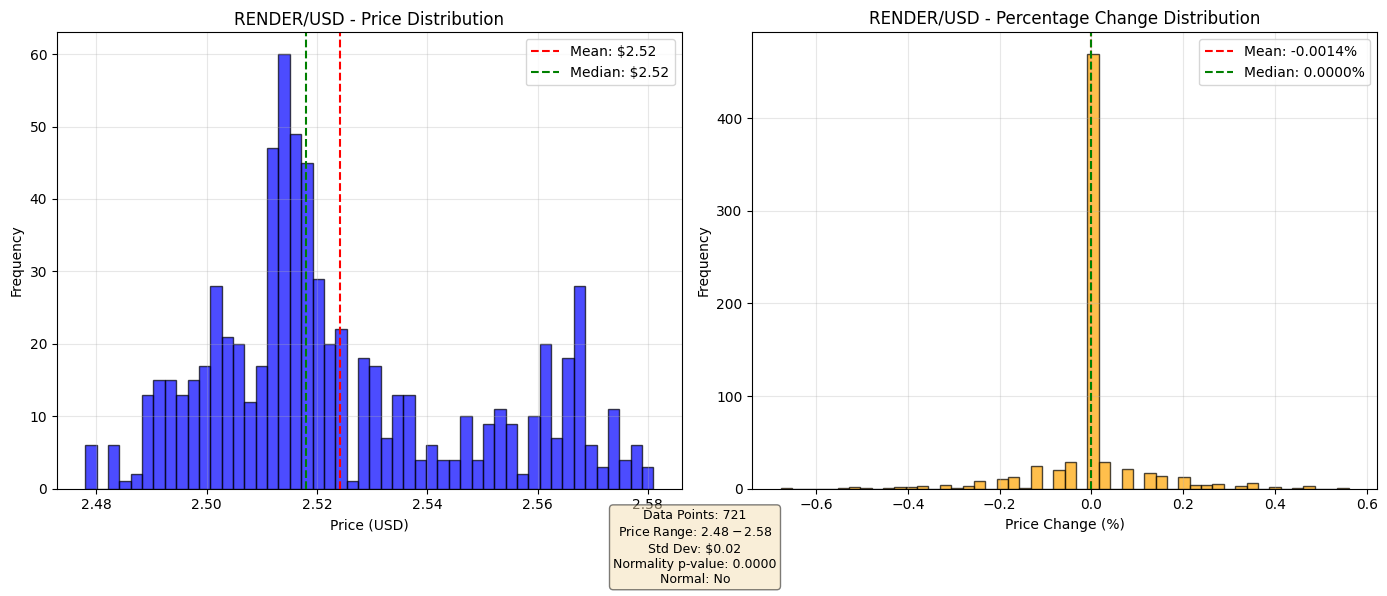 RENDER/USD - Price Distribution
Mean: $2.52
Median: $2.52
Frequency
60
50
40
30
20
10
0
2.48
2.50
2.52
2.54
2.56
2.58
Price (USD)
RENDER/USD - Percentage Change Distribution
Mean: -0.0014%
Median: 0.0000%
Frequency
400
300
200
100
0
−0.6
−0.4
−0.2
0.0
0.2
0.4
0.6
Price Change (%)
Data Points: 721
Price Range: 2.48 − 2.58
Std Dev: $0.02
Normality p-value: 0.0000
Normal: No